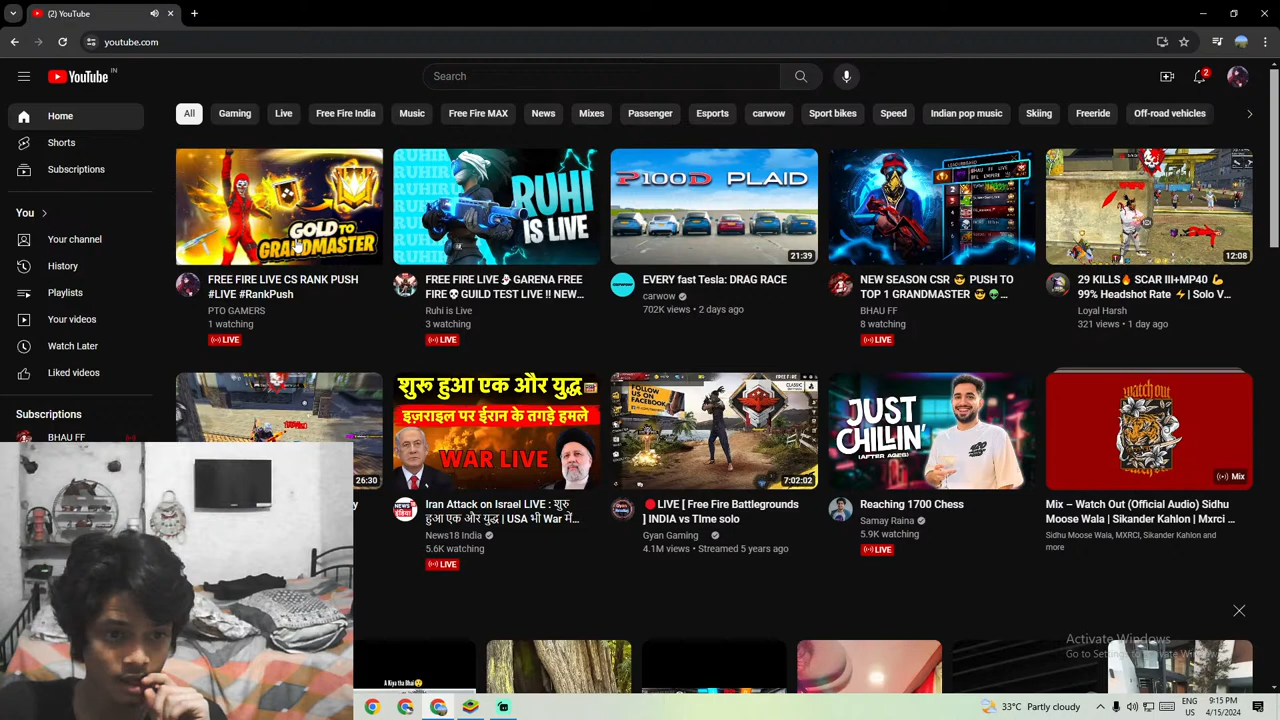 (2) YouTube
youtube.com
YouTube IN
Search
2
Home
Shorts
Subscriptions
You
Your channel
History
Playlists
Your videos
Watch Later
Liked videos
Subscriptions
BHAU FF
All Gaming Live Free Fire India Music Free Fire MAX News Mixes Passenger Esports carwow Sport bikes Speed Indian pop music Skiing Freeride Off-road vehicles
GOLD TO
GRANDMASTER
FREE FIRE LIVE CS RANK PUSH
#LIVE #RankPush
PTO GAMERS
1 watching
LIVE
RUHI
IS LIVE
FREE FIRE LIVE GARENA FREE
FIRE GUILD TEST LIVE !! NEW...
Ruhi is Live
3 watching
LIVE
P100D PLAID
21:39
EVERY fast Tesla: DRAG RACE
carwow
702K views • 2 days ago
NEW SEASON CSR 😎 PUSH TO
TOP 1 GRANDMASTER 😎 👽...
BHAU FF
8 watching
LIVE
12:08
29 KILLS🔥 SCAR III+MP40 💪
99% Headshot Rate ⚡| Solo V...
Loyal Harsh
321 views • 1 day ago
26:30
शुरू हुआ एक और युद्ध
इज़राइल पर ईरान के तगड़े हमले
WAR LIVE
Iran Attack on Israel LIVE : शुरू
हुआ एक और युद्ध | USA भी War में...
News18 India
5.6K watching
LIVE
FOLLOW
US ON
FACEBOOK
7:02:02
🔴LIVE [ Free Fire Battlegrounds
] INDIA vs TIme solo
Gyan Gaming
4.1M views • Streamed 5 years ago
JUST
CHILLIN'
(AFTER AGES)
Reaching 1700 Chess
Samay Raina
5.9K watching
LIVE
watch out
Mix
Mix – Watch Out (Official Audio) Sidhu
Moose Wala | Sikander Kahlon | Mxrci ...
Sidhu Moose Wala, MXRCI, Sikander Kahlon and
more
A Kiya tha Bhai
Activate Windows
Go to Settings to activate Windows.
33°C Partly cloudy
ENG
US
9:15 PM
4/15/2024